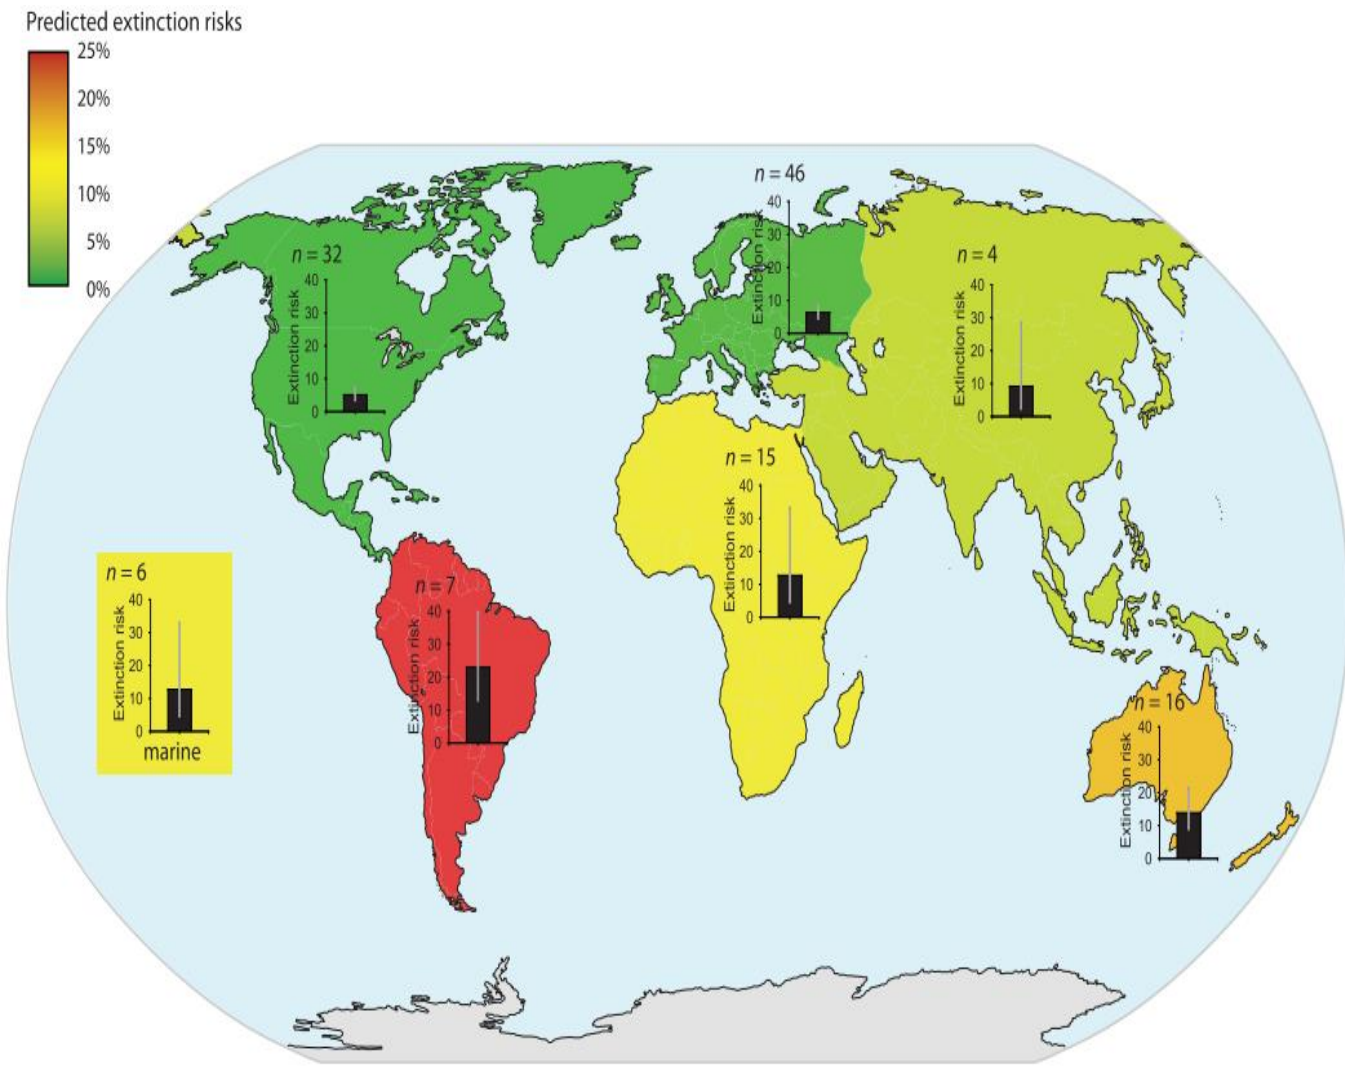 Predicted extinction risks
25%
20%
15%
10%
5%
0%
n = 32
Extinction risk
40
30
20
10
0
n = 46
Extinction risk
40
30
20
10
0
n = 4
Extinction risk
40
30
20
10
0
n = 15
Extinction risk
40
30
20
10
0
n = 6
Extinction risk
40
30
20
10
0
marine
n = 7
Extinction risk
40
30
20
10
0
n = 16
Extinction risk
40
30
20
10
0